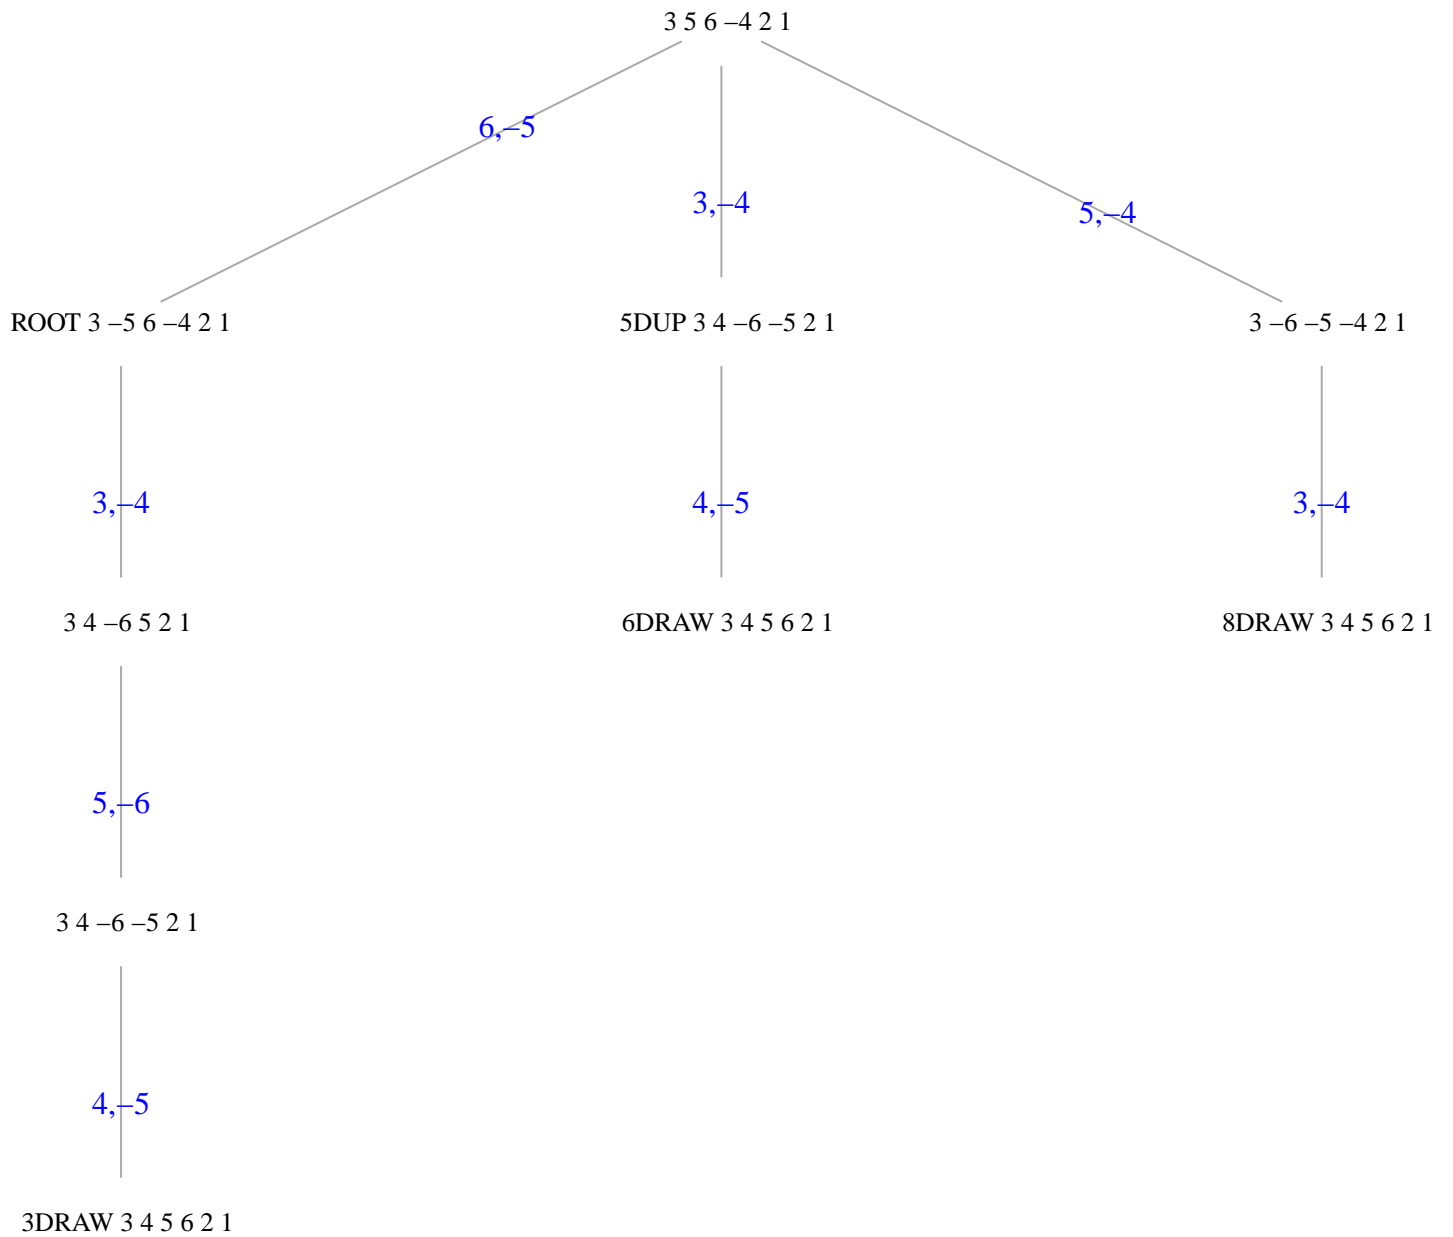 3 5 6 –4 2 1
6,–5
3,–4
5,–4
ROOT 3 –5 6 –4 2 1
5DUP 3 4 –6 –5 2 1
3 –6 –5 –4 2 1
3,–4
4,–5
3,–4
3 4 –6 5 2 1
6DRAW 3 4 5 6 2 1
8DRAW 3 4 5 6 2 1
5,–6
3 4 –6 –5 2 1
4,–5
3DRAW 3 4 5 6 2 1